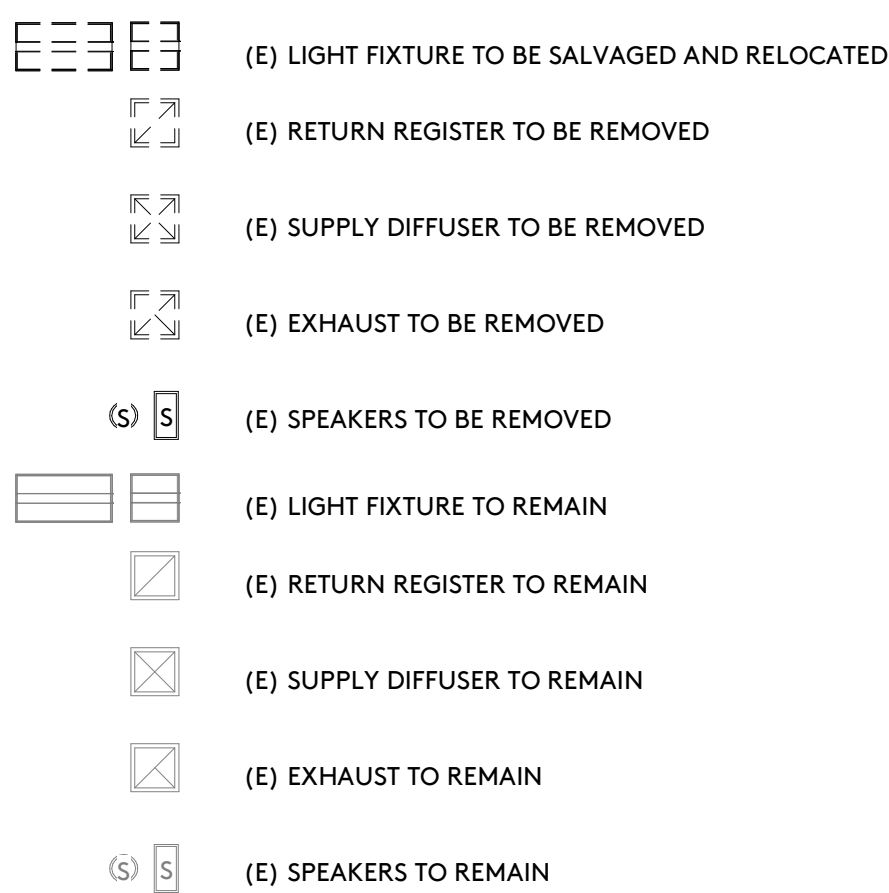 (E) LIGHT FIXTURE TO BE SALVAGED AND RELOCATED
(E) RETURN REGISTER TO BE REMOVED
(E) SUPPLY DIFFUSER TO BE REMOVED
(E) EXHAUST TO BE REMOVED
(S) S (E) SPEAKERS TO BE REMOVED
(E) LIGHT FIXTURE TO REMAIN
(E) RETURN REGISTER TO REMAIN
(E) SUPPLY DIFFUSER TO REMAIN
(E) EXHAUST TO REMAIN
(S) S (E) SPEAKERS TO REMAIN